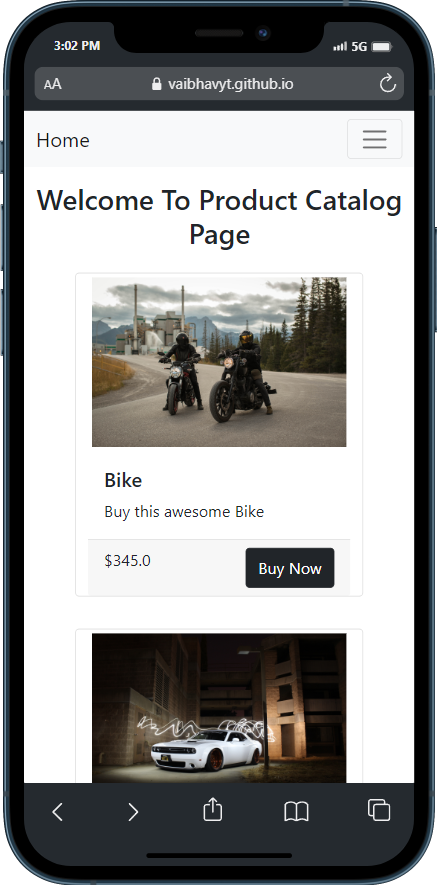 3:02 PM
5G
AA
vaibhavyt.github.io
Home
Welcome To Product Catalog
Page
Bike
Buy this awesome Bike
$345.0
Buy Now